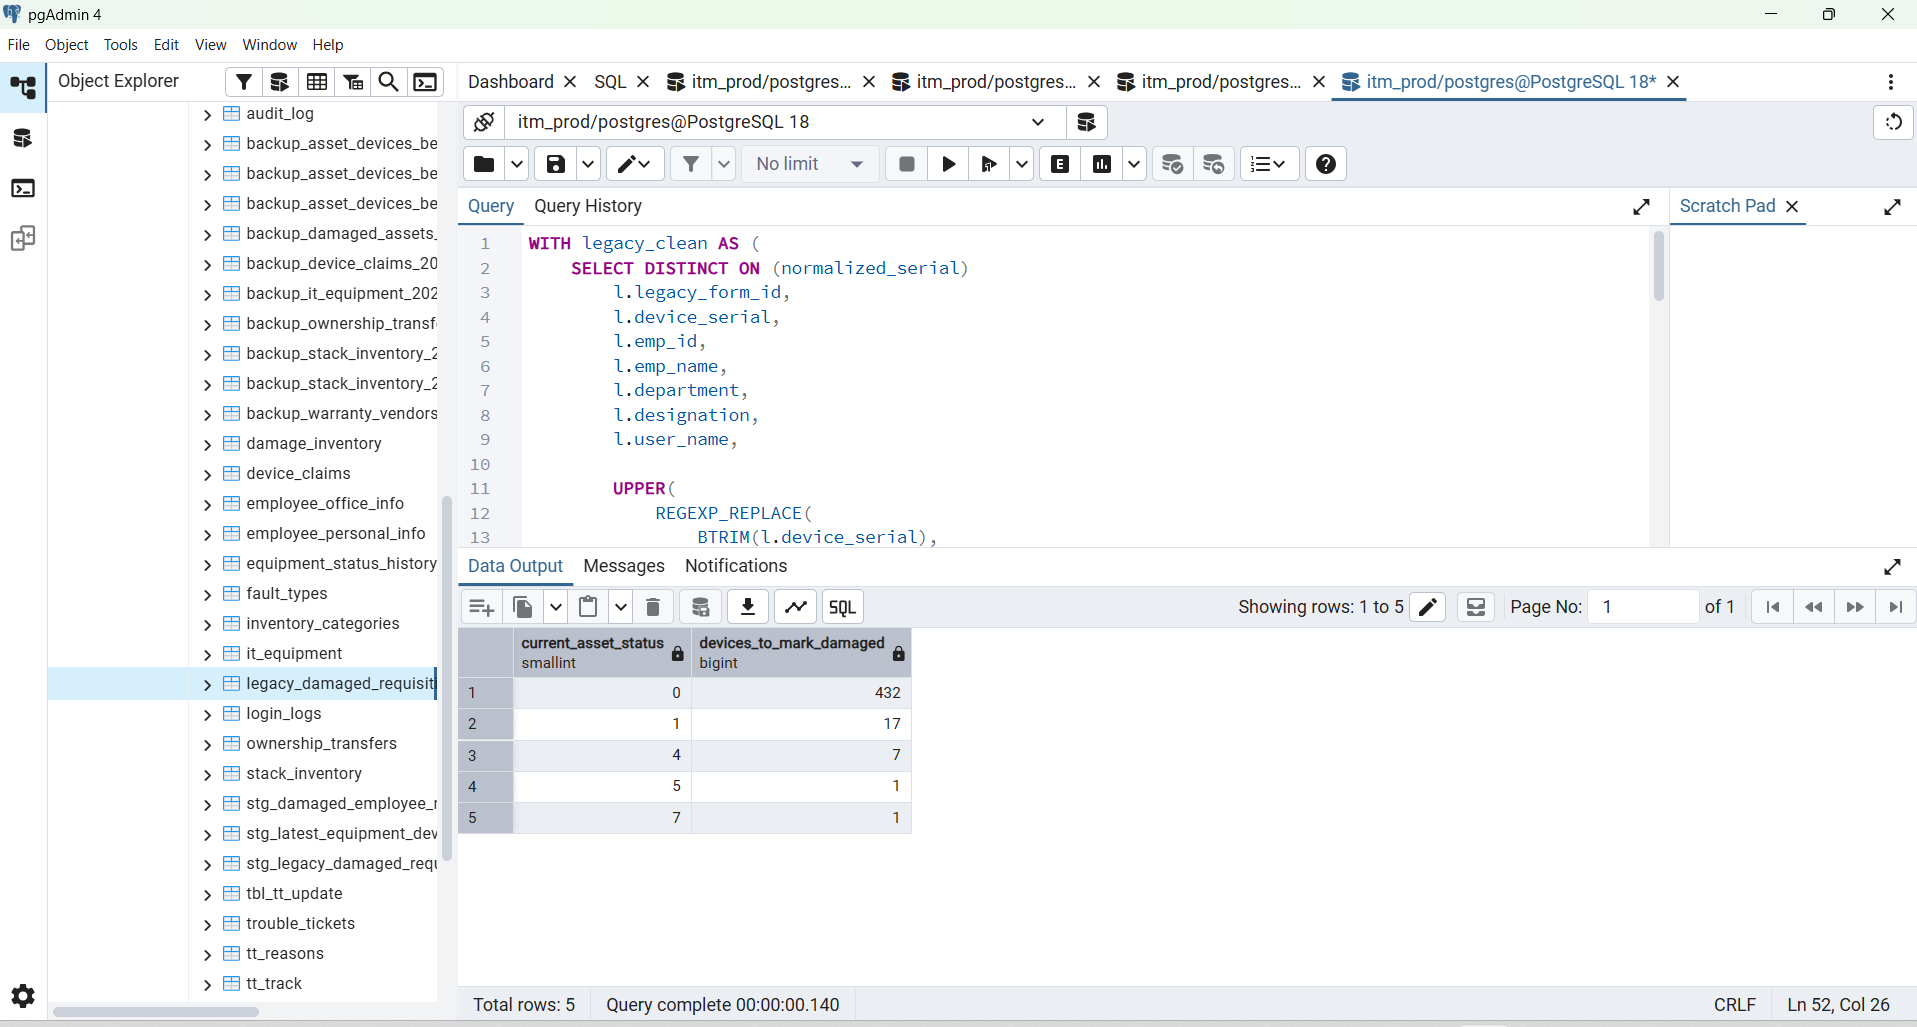 pgAdmin 4
File Object Tools Edit View Window Help
Object Explorer
audit_log
backup_asset_devices_be
backup_asset_devices_be
backup_asset_devices_be
backup_damaged_assets_
backup_device_claims_20
backup_it_equipment_202
backup_ownership_transf
backup_stack_inventory_2
backup_stack_inventory_2
backup_warranty_vendors
damage_inventory
device_claims
employee_office_info
employee_personal_info
equipment_status_history
fault_types
inventory_categories
it_equipment
legacy_damaged_requisiti
login_logs
ownership_transfers
stack_inventory
stg_damaged_employee_r
stg_latest_equipment_dev
stg_legacy_damaged_requ
tbl_tt_update
trouble_tickets
tt_reasons
tt_track
Dashboard SQL itm_prod/postgres... itm_prod/postgres... itm_prod/postgres... itm_prod/postgres@PostgreSQL 18*
itm_prod/postgres@PostgreSQL 18
No limit E
Query Query History Scratch Pad
1 WITH legacy_clean AS (
2 SELECT DISTINCT ON (normalized_serial)
3 l.legacy_form_id,
4 l.device_serial,
5 l.emp_id,
6 l.emp_name,
7 l.department,
8 l.designation,
9 l.user_name,
10
11 UPPER(
12 REGEXP_REPLACE(
13 BTRIM(l.device_serial),
Data Output Messages Notifications
SQL Showing rows: 1 to 5 Page No: 1 of 1
current_asset_status devices_to_mark_damaged
smallint bigint
1 0 432
2 1 17
3 4 7
4 5 1
5 7 1
Total rows: 5 Query complete 00:00:00.140 CRLF Ln 52, Col 26